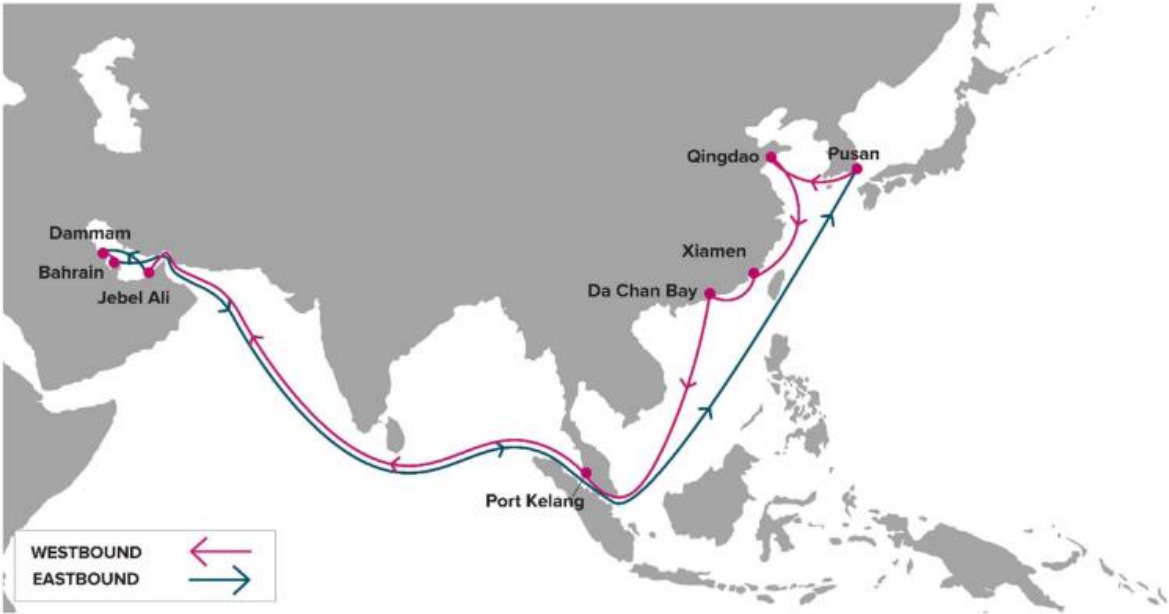 Qingdao
Pusan
Dammam
Xiamen
Bahrain
Da Chan Bay
Jebel Ali
Port Kelang
WESTBOUND
EASTBOUND